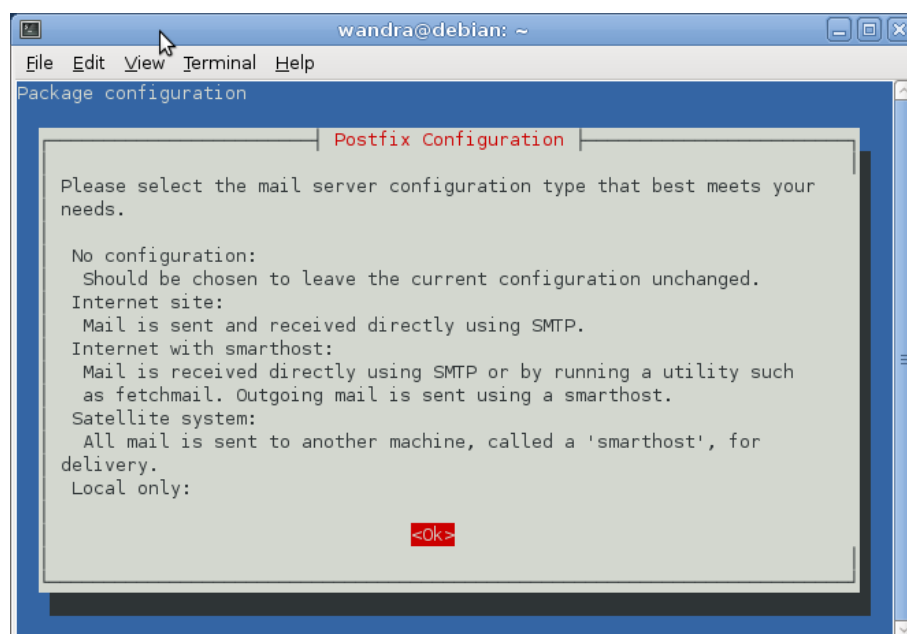 wandra@debian: ~
File Edit View Terminal Help
Package configuration
Postfix Configuration
Please select the mail server configuration type that best meets your
needs.
No configuration:
Should be chosen to leave the current configuration unchanged.
Internet site:
Mail is sent and received directly using SMTP.
Internet with smarthost:
Mail is received directly using SMTP or by running a utility such
as fetchmail. Outgoing mail is sent using a smarthost.
Satellite system:
All mail is sent to another machine, called a 'smarthost', for
delivery.
Local only:
<Ok>